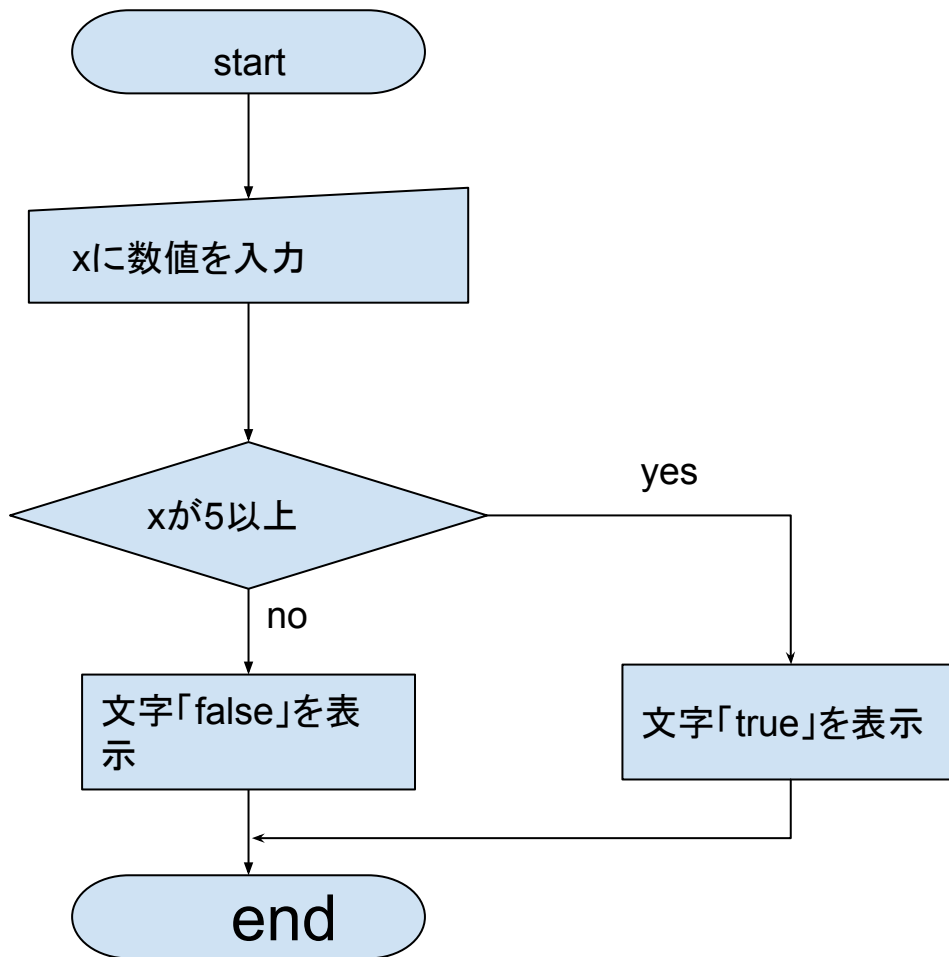 start
xに数値を入力
xが5以上
yes
no
文字「false」を表
示
文字「true」を表示
end